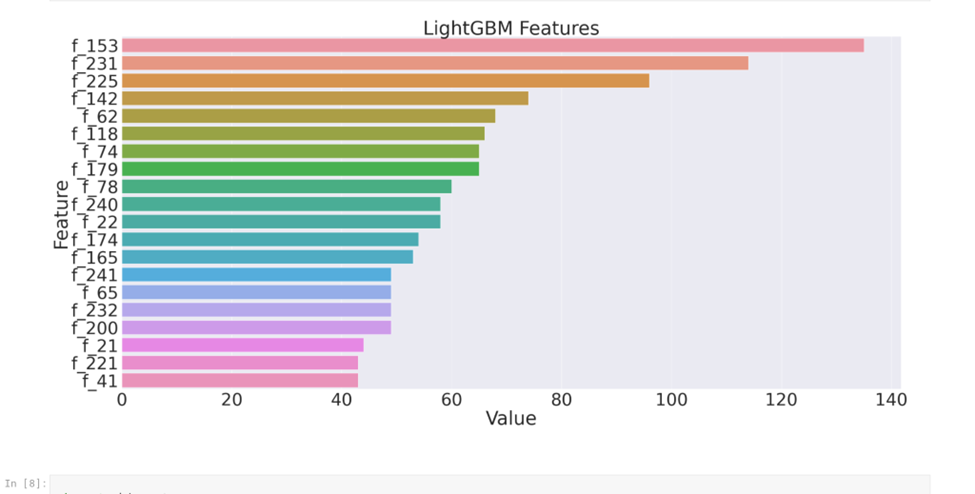 LightGBM Features
f_153
f_231
f_225
f_142
f_62
f_118
f_74
f_179
f_78
f_240
f_22
f_174
f_165
f_241
f_65
f_232
f_200
f_21
f_221
f_41
Feature
0 20 40 60 80 100 120 140
Value
In [8]: